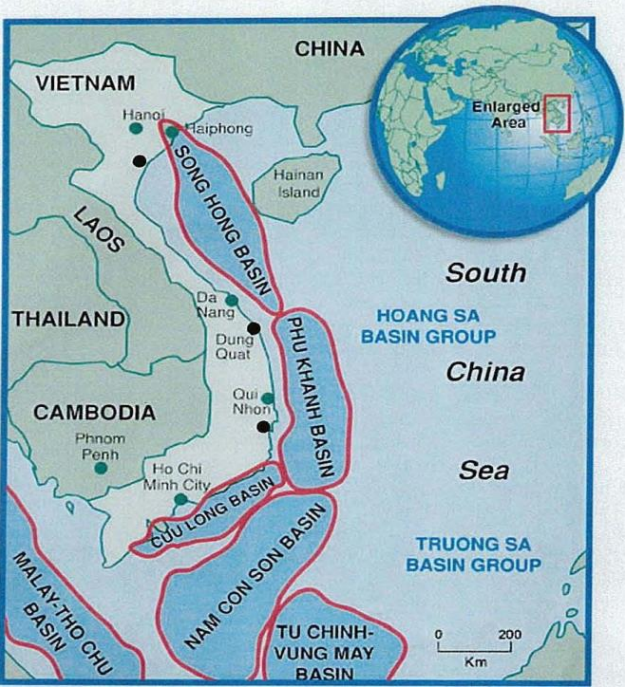 CHINA
VIETNAM
Hanoi
Haiphong
Enlarged
Area
SONG HONG BASIN
Hainan
Island
LAOS
South
Da
Nang
HOANG SA
BASIN GROUP
THAILAND
Dung
Quat
PHU KHANH BASIN
China
Qui
Nhon
CAMBODIA
Phnom
Penh
Ho Chi
Minh City
Sea
CUU LONG BASIN
NAM CON SON BASIN
TRUONG SA
BASIN GROUP
MALAY-THO CHU
BASIN
TU CHINH-
VUNG MAY
BASIN
0 200
Km